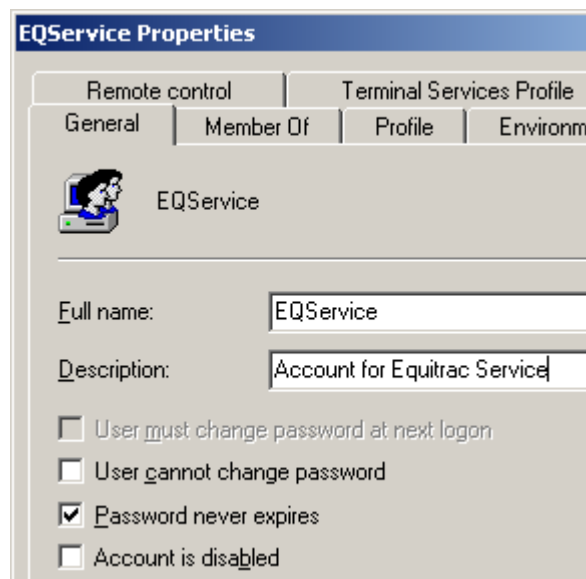 EQService Properties
Remote control Terminal Services Profile
General Member Of Profile Environm
EQService
Full name: EQService
Description: Account for Equitrac Service
User must change password at next logon
User cannot change password
Password never expires
Account is disabled